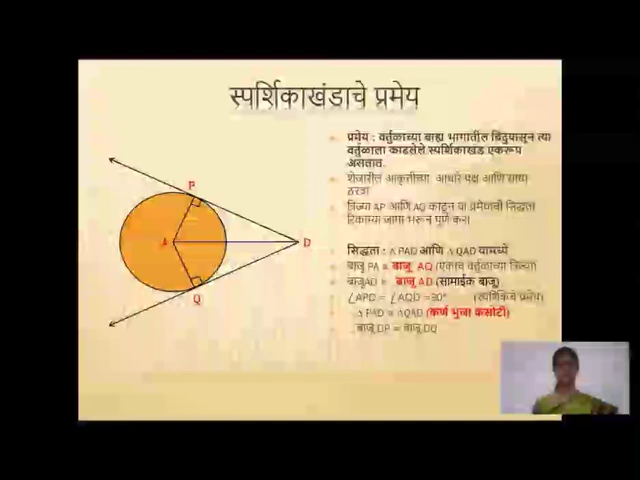 स्पर्शिकाखंडाचे प्रमेय
प्रमेय : वर्तुळाच्या बाह्य भागातील बिंदूपासून त्या
वर्तुळाला काढलेले स्पर्शिकाखंड एकरूप
असतात.
शेजारील आकृतीच्या आधारे पक्ष आणि साध्य
ठरवा
त्रिज्या AP आणि AQ काढून या प्रमेयाची सिद्धता
रिकाम्या जागा भरून पूर्ण करा
सिद्धता : △ PAD आणि △ QAD यामध्ये
बाजू PA ≅ बाजू AQ (एकाच वर्तुळाच्या त्रिज्या)
बाजू AD ≅ बाजू AD (सामाईक बाजू)
∠APD = ∠AQD =90° (स्पर्शिकेचे प्रमेय)
△ PAD ≅ △QAD (कर्ण भुजा कसोटी)
बाजू DP ≅ बाजू DQ
P
A
D
Q